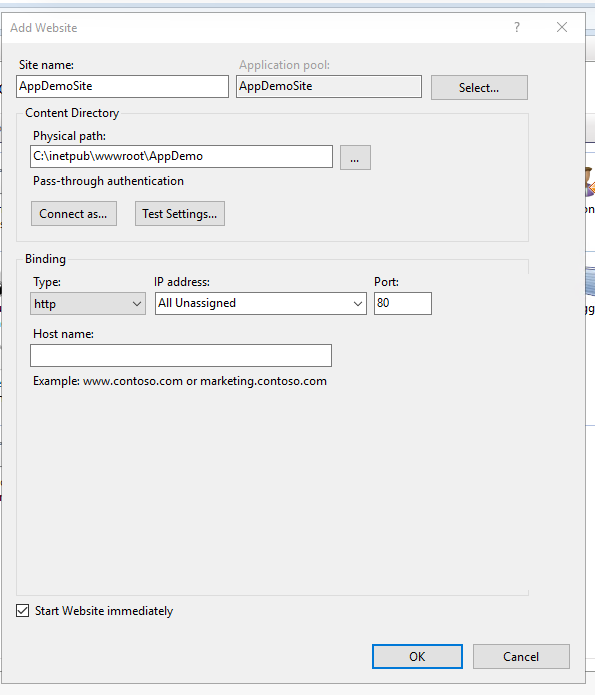 Add Website
?
Site name: Application pool:
AppDemoSite AppDemoSite Select...
Content Directory
Physical path:
C:\inetpub\wwwroot\AppDemo ...
Pass-through authentication
Connect as... Test Settings...
Binding
Type: IP address: Port:
http All Unassigned 80
Host name:
Example: www.contoso.com or marketing.contoso.com
Start Website immediately
OK Cancel